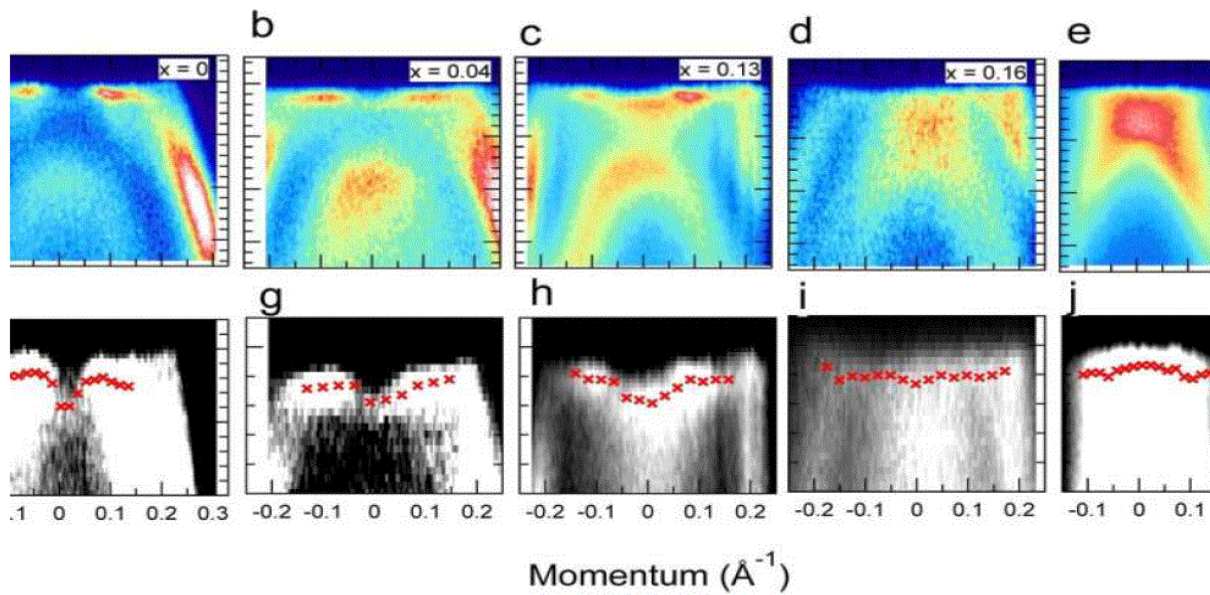 b c d e
x = 0 x = 0.04 x = 0.13 x = 0.16
g h i j
.1 0 0.1 0.2 0.3 -0.2 -0.1 0 0.1 0.2 -0.2 -0.1 0 0.1 0.2 -0.2 -0.1 0 0.1 0.2 -0.1 0 0.1
Momentum (Å⁻¹)